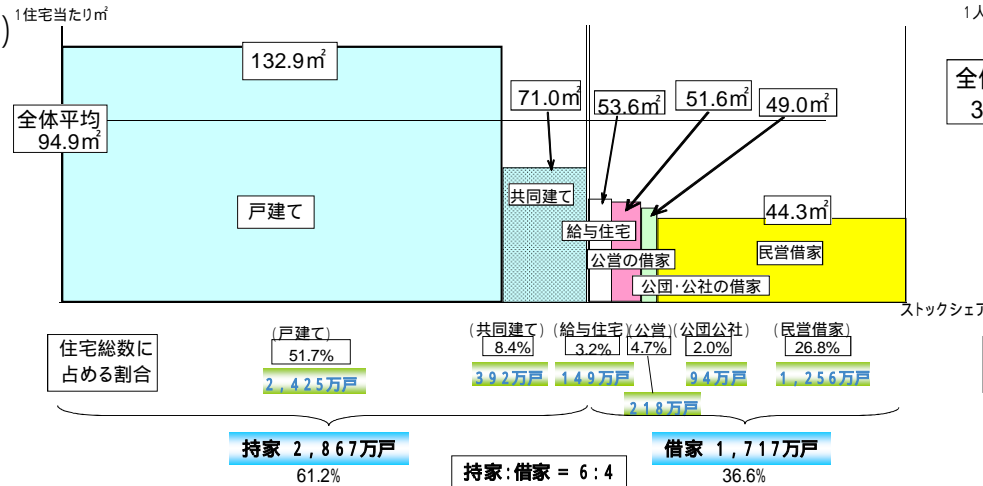 )
1住宅当たり㎡
1人
132.9㎡
71.0㎡
53.6㎡
51.6㎡
49.0㎡
全体平均
94.9㎡
全体
3
戸建て
共同建て
給与住宅
公営の借家
公団・公社の借家
44.3㎡
民営借家
ストックシェア
住宅総数に
占める割合
(戸建て)
51.7%
2,425万戸
(共同建て)
8.4%
392万戸
(給与住宅)
3.2%
149万戸
(公営)
4.7%
218万戸
(公団公社)
2.0%
94万戸
(民営借家)
26.8%
1,256万戸
持家 2,867万戸
61.2%
持家:借家 = 6:4
借家 1,717万戸
36.6%